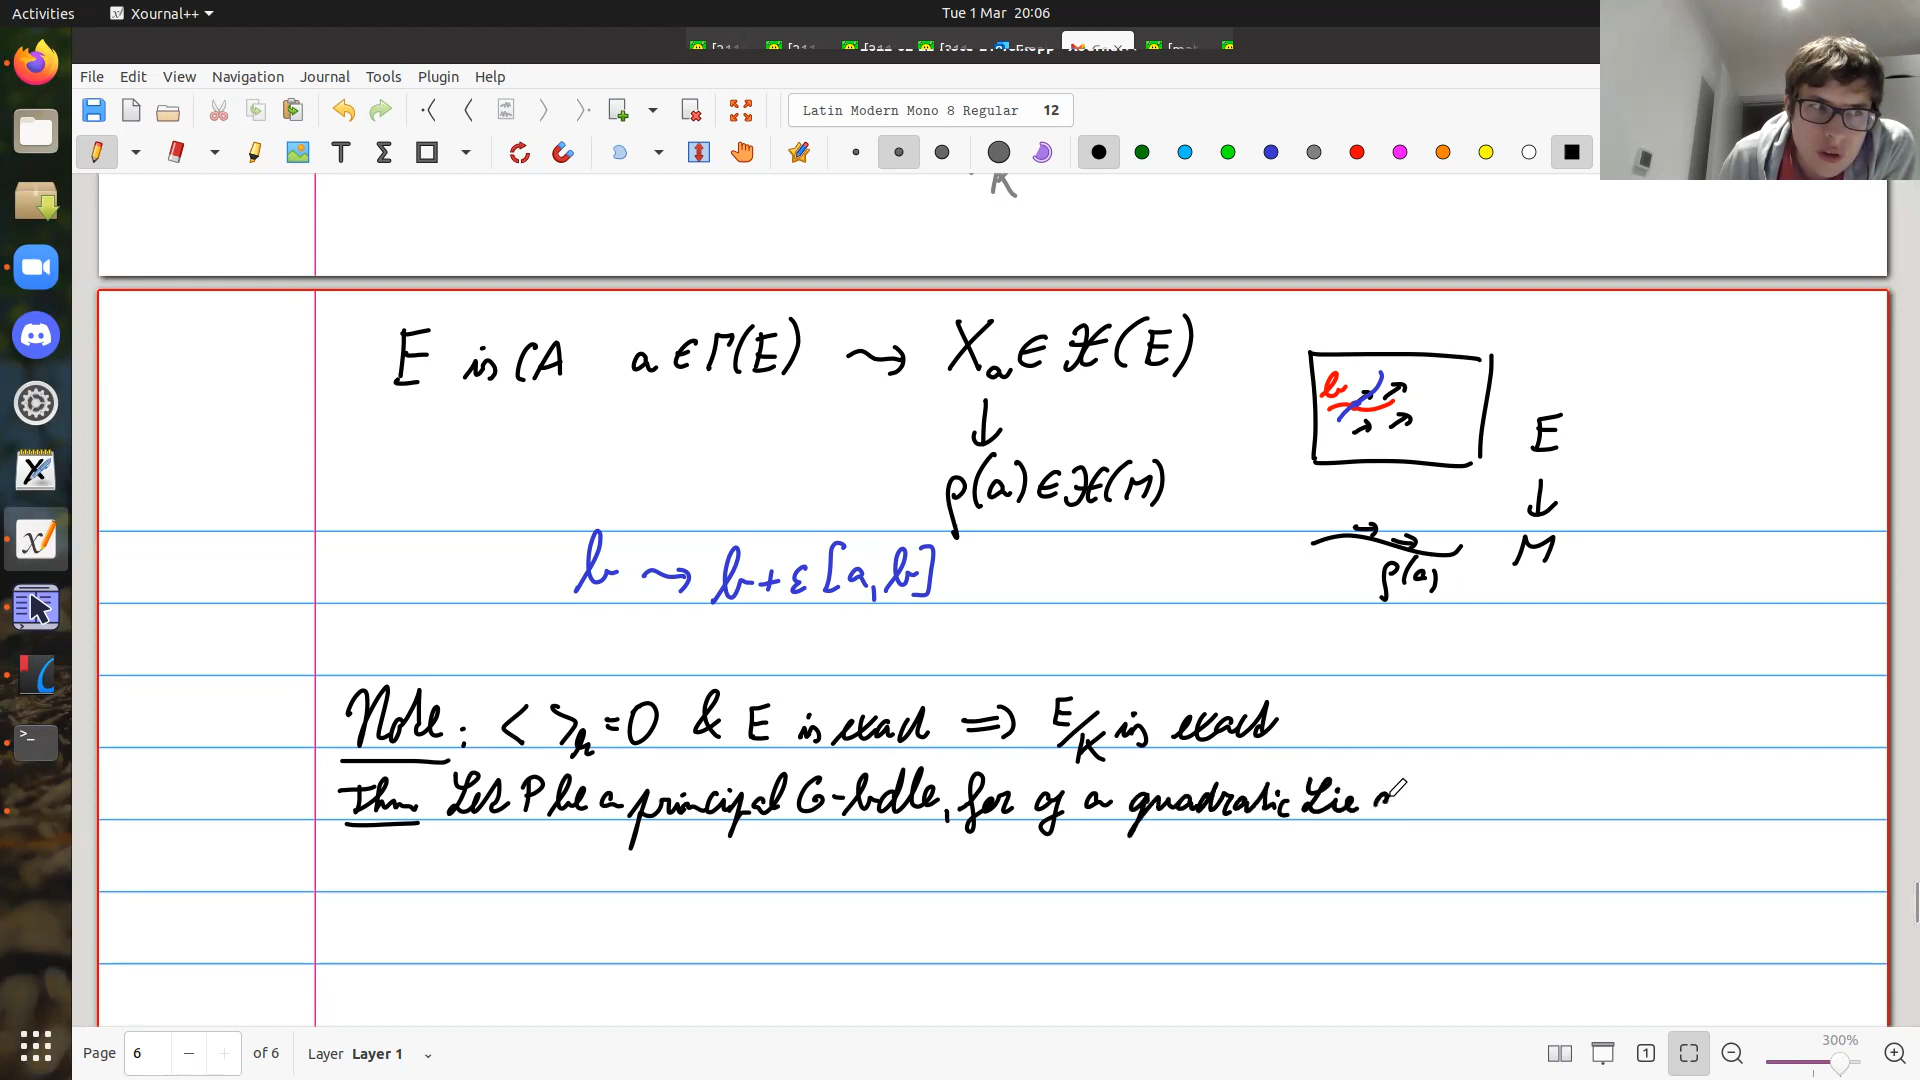 Activities
Xournal++
Tue 1 Mar 20:06
File Edit View Navigation Journal Tools Plugin Help
Latin Modern Mono 8 Regular 12
K
E is CA a ∈ Γ(E) ⇝ X_a ∈ 𝔛(E)
↓
ρ(a) ∈ 𝔛(M)
b
E
↓
M
ρ(a)
b ⇝ b + ε [a, b]
Note: < >_h = 0 & E is exact ⇒ E/K is exact
Thm Let P be a principal G-bdle, for of a quadratic Lie
Page 6 of 6 Layer Layer 1
300%